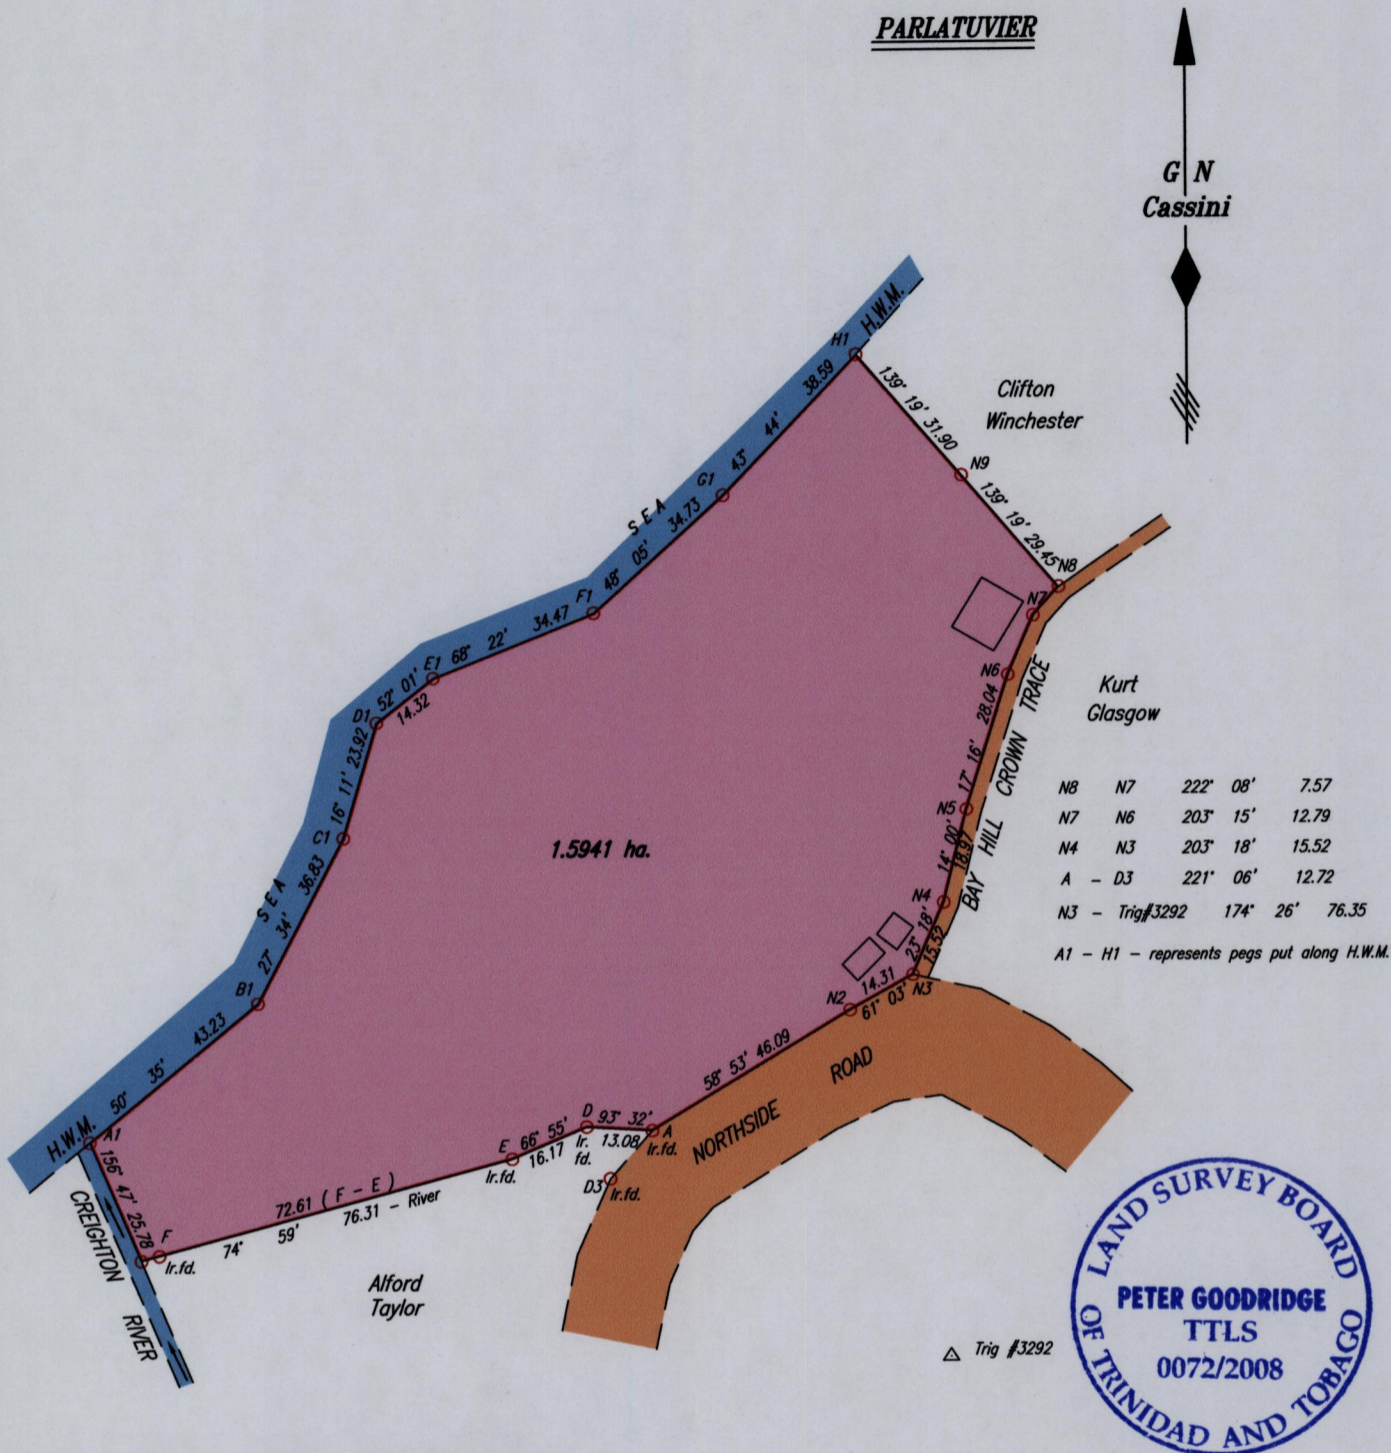 PARLATUVIER
G N
Cassini
H.W.M.
H1
43° 44' 38.59
139° 19' 31.90
Clifton
Winchester
N9
139° 19' 29.45
N8
G1
SEA
48° 05' 34.73
N7
F1
68° 22' 34.47
E1
N6
Kurt
Glasgow
52° 01'
14.32
D1
BAY HILL CROWN TRACE
17° 16' 28.04
16° 11' 23.92
N8 N7 222° 08' 7.57
N7 N6 203° 15' 12.79
N4 N3 203° 18' 15.52
A - D3 221° 06' 12.72
N3 - Trig#3292 174° 26' 76.35
A1 - H1 - represents pegs put along H.W.M.
N5
C1
1.5941 ha.
14° 00'
18.97
SEA
27° 34' 36.83
N4
23° 18'
15.52
N3
B1
14.31
61° 03'
N2
50° 35' 43.23
58° 53' 46.09
NORTHSIDE ROAD
H.W.M.
A1
D
93° 32'
13.08
A
Ir.fd.
Ir.
fd.
E
66° 55'
16.17
Ir.fd.
D3
Ir.fd.
156° 47' 25.78
72.61 ( F - E )
76.31 - River
74° 59'
F
Ir.fd.
CREIGHTON RIVER
Alford
Taylor
Trig #3292
LAND SURVEY BOARD
PETER GOODRIDGE
TTLS
0072/2008
OF TRINIDAD AND TOBAGO